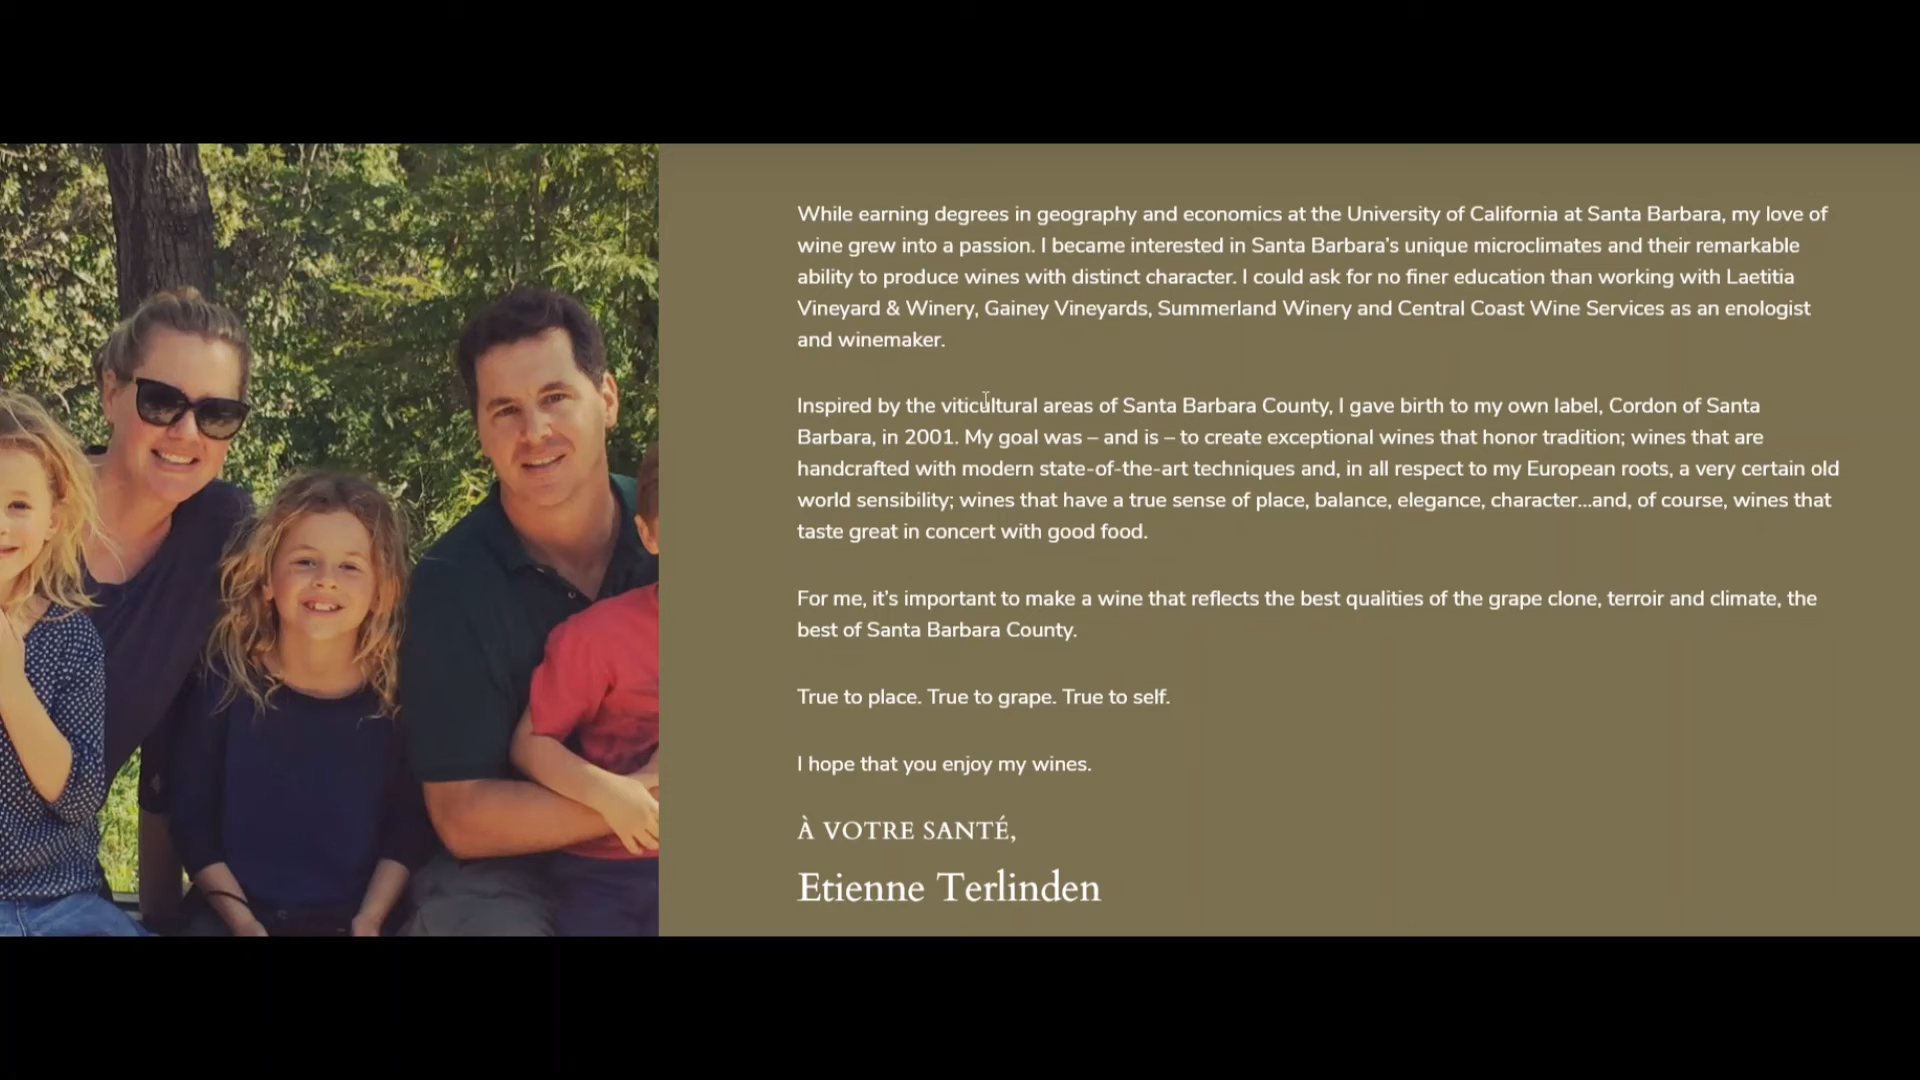 While earning degrees in geography and economics at the University of California at Santa Barbara, my love of
wine grew into a passion. I became interested in Santa Barbara’s unique microclimates and their remarkable
ability to produce wines with distinct character. I could ask for no finer education than working with Laetitia
Vineyard & Winery, Gainey Vineyards, Summerland Winery and Central Coast Wine Services as an enologist
and winemaker.
Inspired by the viticultural areas of Santa Barbara County, I gave birth to my own label, Cordon of Santa
Barbara, in 2001. My goal was – and is – to create exceptional wines that honor tradition; wines that are
handcrafted with modern state-of-the-art techniques and, in all respect to my European roots, a very certain old
world sensibility; wines that have a true sense of place, balance, elegance, character...and, of course, wines that
taste great in concert with good food.
For me, it’s important to make a wine that reflects the best qualities of the grape clone, terroir and climate, the
best of Santa Barbara County.
True to place. True to grape. True to self.
I hope that you enjoy my wines.
À VOTRE SANTÉ,
Etienne Terlinden